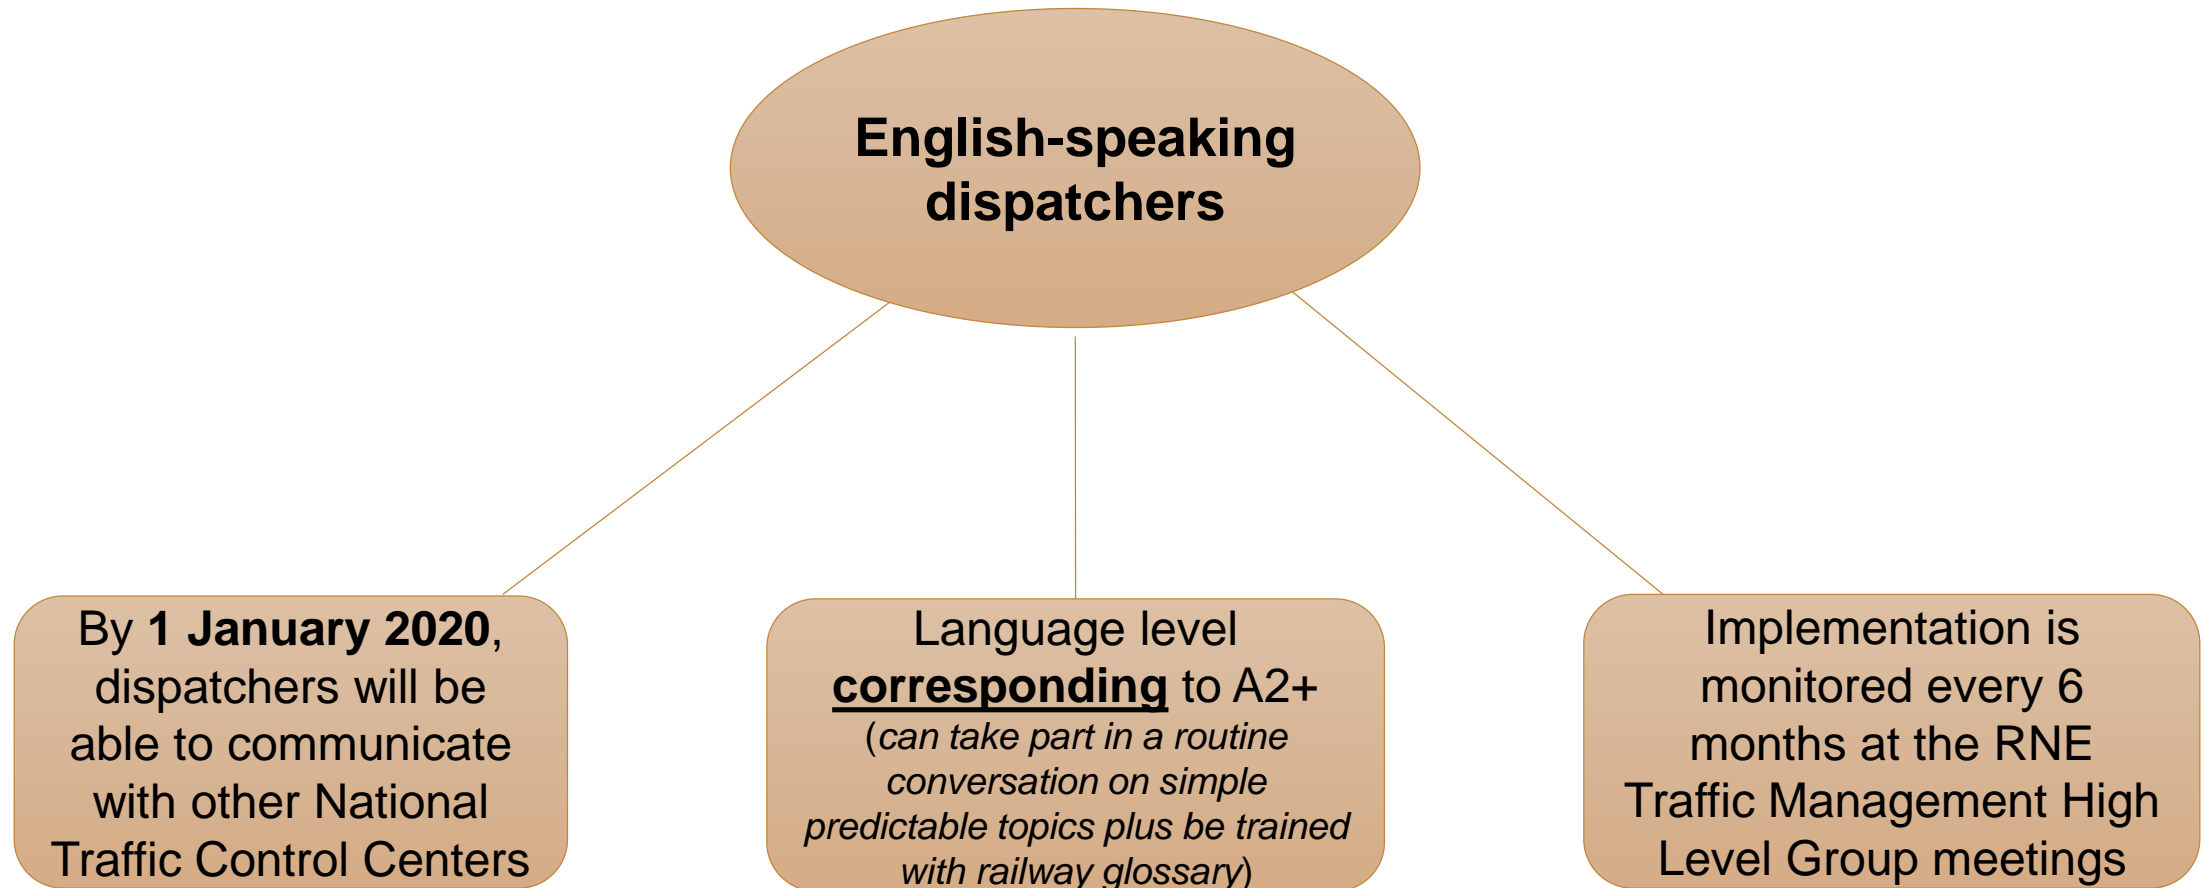 English-speaking
dispatchers
By 1 January 2020,
dispatchers will be
able to communicate
with other National
Traffic Control Centers
Language level
corresponding to A2+
(can take part in a routine
conversation on simple
predictable topics plus be trained
with railway glossary)
Implementation is
monitored every 6
months at the RNE
Traffic Management High
Level Group meetings